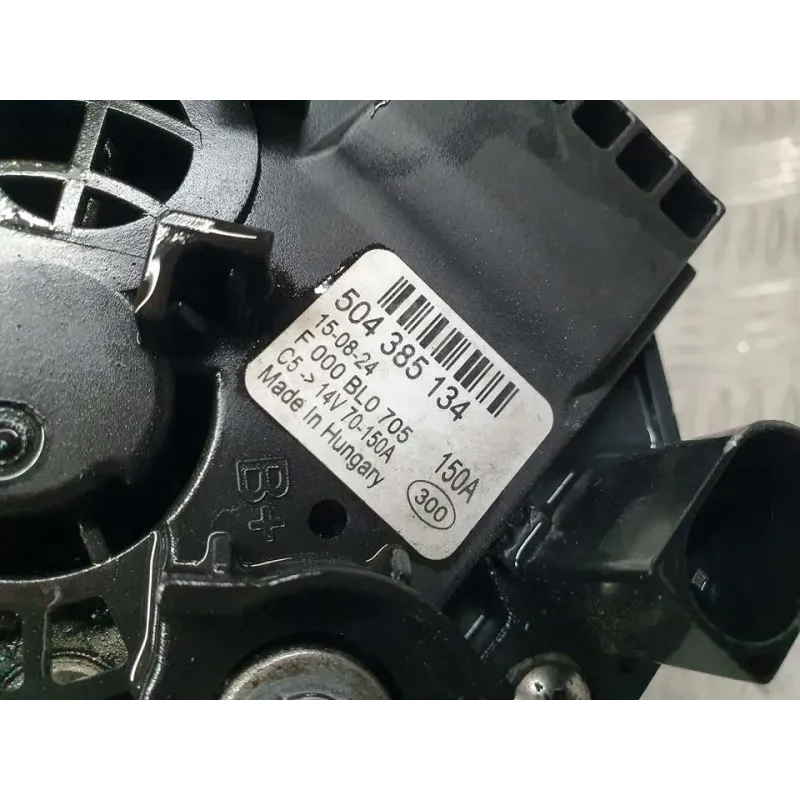 504 385 134
15-08-24
F 000 BL0 705
C5-> 14V 70-150A
150A
Made In Hungary
300
B+